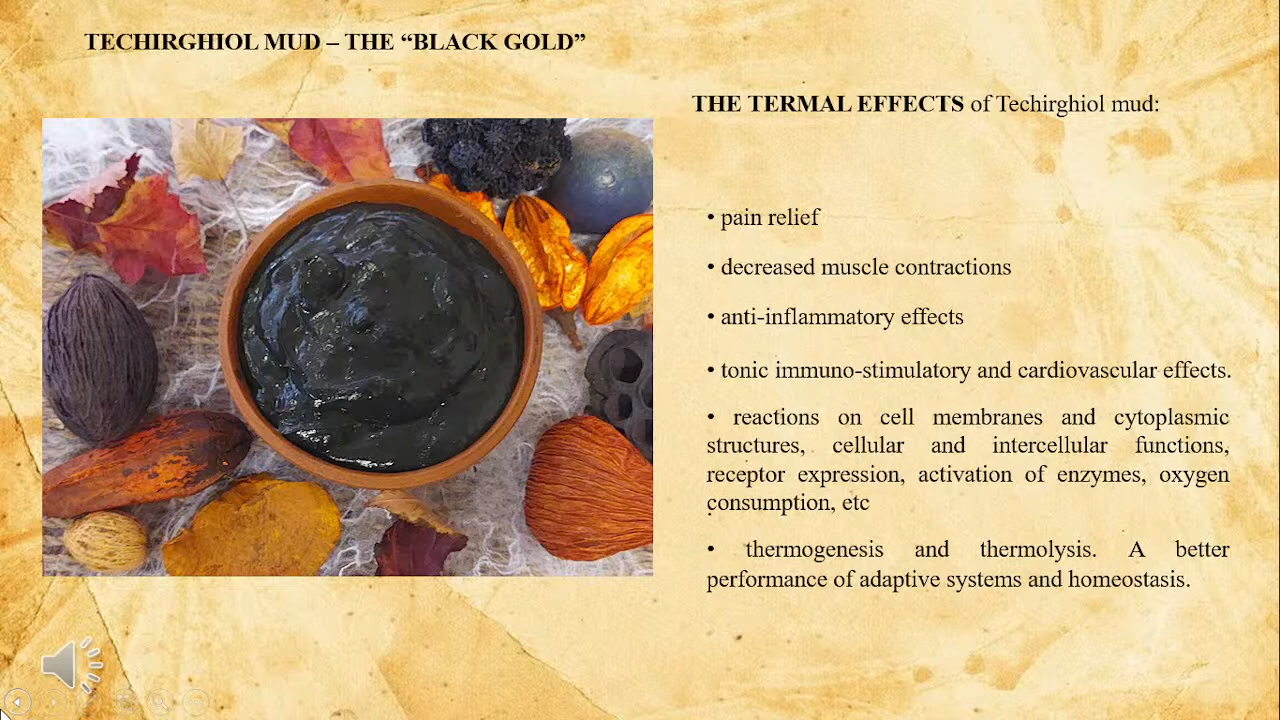 TECHIRGHIOL MUD – THE “BLACK GOLD”
THE TERMAL EFFECTS of Techirghiol mud:
• pain relief
• decreased muscle contractions
• anti-inflammatory effects
• tonic immuno-stimulatory and cardiovascular effects.
• reactions on cell membranes and cytoplasmic
structures, cellular and intercellular functions,
receptor expression, activation of enzymes, oxygen
consumption, etc
• thermogenesis and thermolysis. A better
performance of adaptive systems and homeostasis.